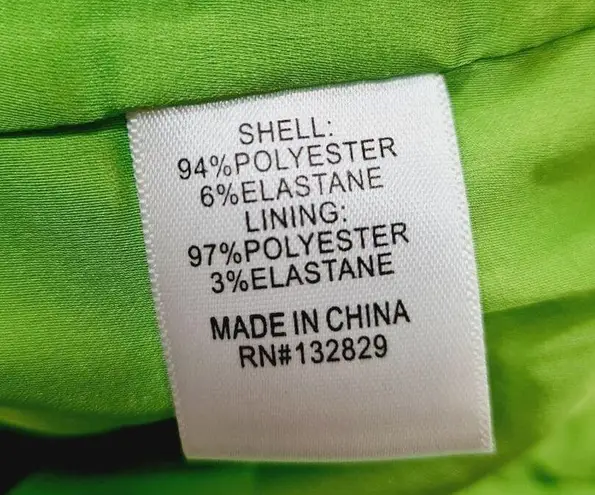 SHELL:
94%POLYESTER
6%ELASTANE
LINING:
97%POLYESTER
3%ELASTANE
MADE IN CHINA
RN#132829